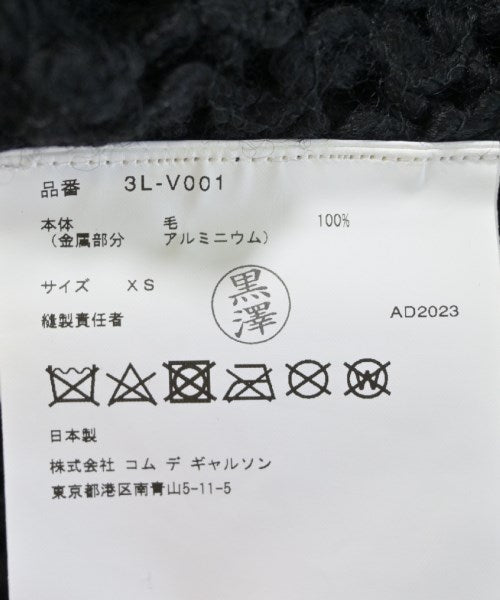 品番 3L-V001
本体 毛 100%
（金属部分 アルミニウム）
サイズ XS
黒澤
縫製責任者 AD2023
日本製
株式会社 コム デ ギャルソン
東京都港区南青山5-11-5